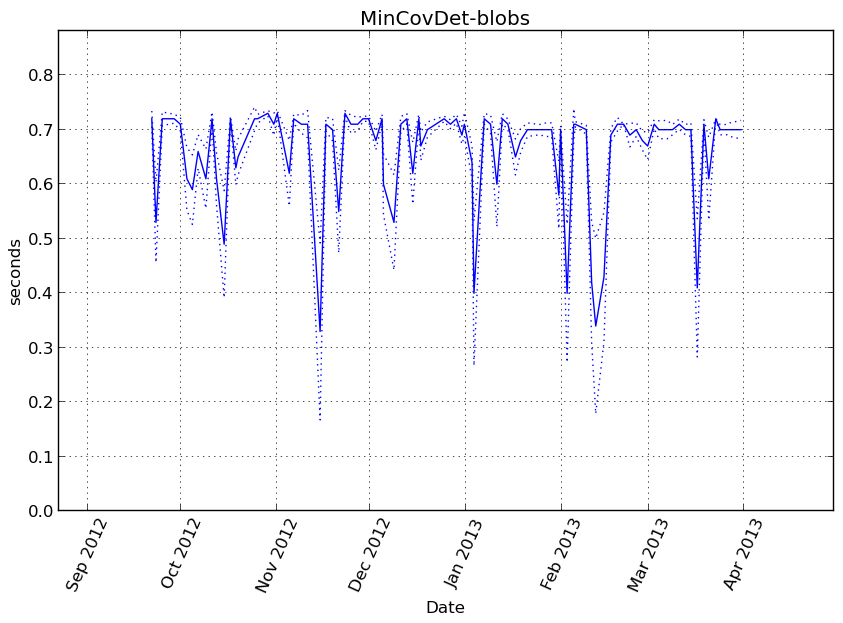 MinCovDet-blobs
seconds
0.8
0.7
0.6
0.5
0.4
0.3
0.2
0.1
0.0
Sep 2012
Oct 2012
Nov 2012
Dec 2012
Jan 2013
Feb 2013
Mar 2013
Apr 2013
Date